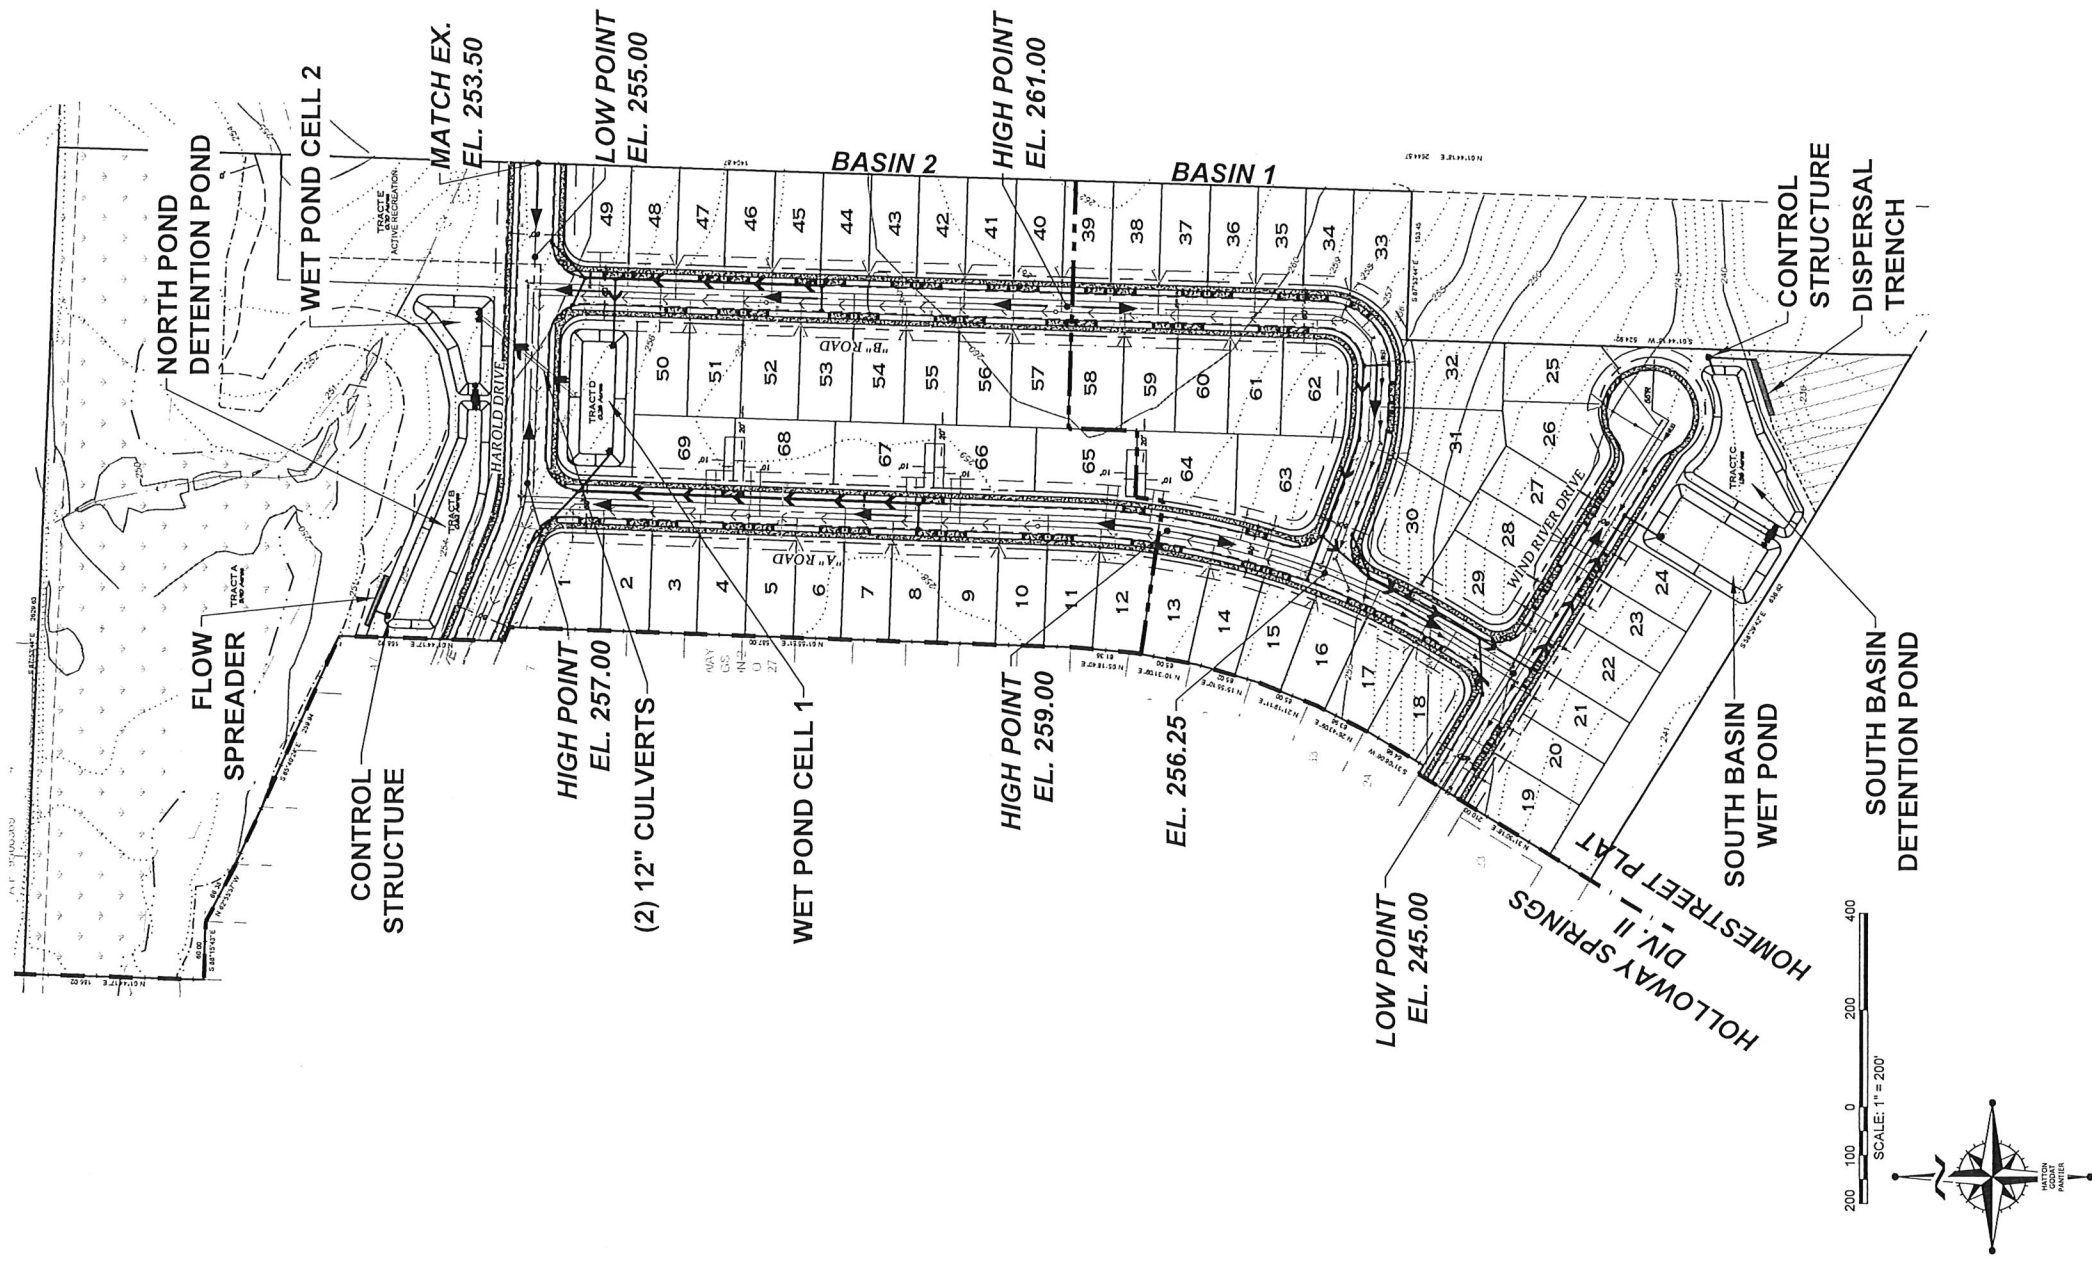 NORTH POND
DETENTION POND
WET POND CELL 2
MATCH EX.
EL. 253.50
LOW POINT
EL. 255.00
HIGH POINT
EL. 261.00
BASIN 2
BASIN 1
CONTROL
STRUCTURE
DISPERSAL
TRENCH
FLOW
SPREADER
CONTROL
STRUCTURE
HIGH POINT
EL. 257.00
(2) 12" CULVERTS
WET POND CELL 1
HIGH POINT
EL. 259.00
EL. 256.25
LOW POINT
EL. 245.00
SOUTH BASIN
WET POND
SOUTH BASIN
DETENTION POND
HOLLOWAY SPRINGS
DIV. II
HOMESTREET PLAT
HAROLD DRIVE
"A" ROAD
"B" ROAD
WIND RIVER DRIVE
TRACT A
TRACT B
TRACT C
TRACT D
TRACT E
ACTIVE RECREATION
1
2
3
4
5
6
7
8
9
10
11
12
13
14
15
16
17
18
19
20
21
22
23
24
25
26
27
28
29
30
31
32
33
34
35
36
37
38
39
40
41
42
43
44
45
46
47
48
49
50
51
52
53
54
55
56
57
58
59
60
61
62
63
64
65
66
67
68
69
200 100 0 200 400
SCALE: 1" = 200'
HATTON
GODAT
PANTIER